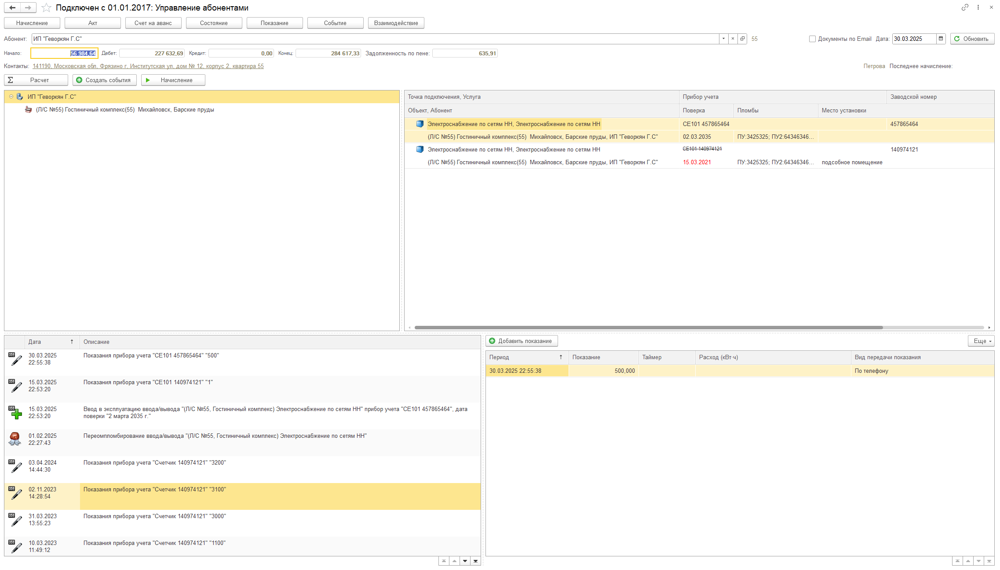 Подключен с 01.01.2017: Управление абонентами
Начисление Акт Счет на аванс Состояние Показание Событие Взаимодействие
Абонент: ИП "Геворкян Г.С" 55 Документы по Email Дата: 30.03.2025 Обновить
Начало: 56 984,64 Дебет: 227 632,69 Кредит: 0,00 Конец: 284 617,33 Задолженность по пене: 635,91
Контакты: 141190, Московская обл, Фрязино г, Институтская ул, дом № 12, корпус 2, квартира 55 Петрова Последнее начисление:
Расчет Создать события Начисление
ИП "Геворкян Г.С"
(Л/С №55) Гостиничный комплекс(55) Михайловск, Барские пруды
Точка подключения, Услуга Прибор учета Заводской номер
Объект, Абонент Поверка Пломбы Место установки
Электроснабжение по сетям НН, Электроснабжение по сетям НН СЕ101 457865464 457865464
(Л/С №55) Гостиничный комплекс(55) Михайловск, Барские пруды, ИП "Геворкян Г.С" 02.03.2035 ПУ:3425325; ПУ2:64346346...
Электроснабжение по сетям НН, Электроснабжение по сетям НН СЕ101 140974121 140974121
(Л/С №55) Гостиничный комплекс(55) Михайловск, Барские пруды, ИП "Геворкян Г.С" 15.03.2021 ПУ:3425325; ПУ2:64346346... подсобное помещение
Дата Описание
30.03.2025 Показания прибора учета "СЕ101 457865464" "500"
22:55:38
15.03.2025 Показания прибора учета "СЕ101 140974121" "1"
22:53:20
15.03.2025 Ввод в эксплуатацию ввода/вывода "(Л/С №55, Гостиничный комплекс) Электроснабжение по сетям НН" прибор учета "СЕ101 457865464", дата
22:53:20 поверки "2 марта 2035 г."
01.02.2025 Переомпломбирование ввода/вывода "(Л/С №55, Гостиничный комплекс) Электроснабжение по сетям НН"
22:27:43
03.04.2024 Показания прибора учета "Счетчик 140974121" "3200"
14:44:30
02.11.2023 Показания прибора учета "Счетчик 140974121" "3100"
14:28:54
31.03.2023 Показания прибора учета "Счетчик 140974121" "3000"
13:55:23
10.03.2023 Показания прибора учета "Счетчик 140974121" "1100"
11:49:12
Добавить показание Еще
Период Показание Таймер Расход (кВт·ч) Вид передачи показания
30.03.2025 22:55:38 500,000 По телефону